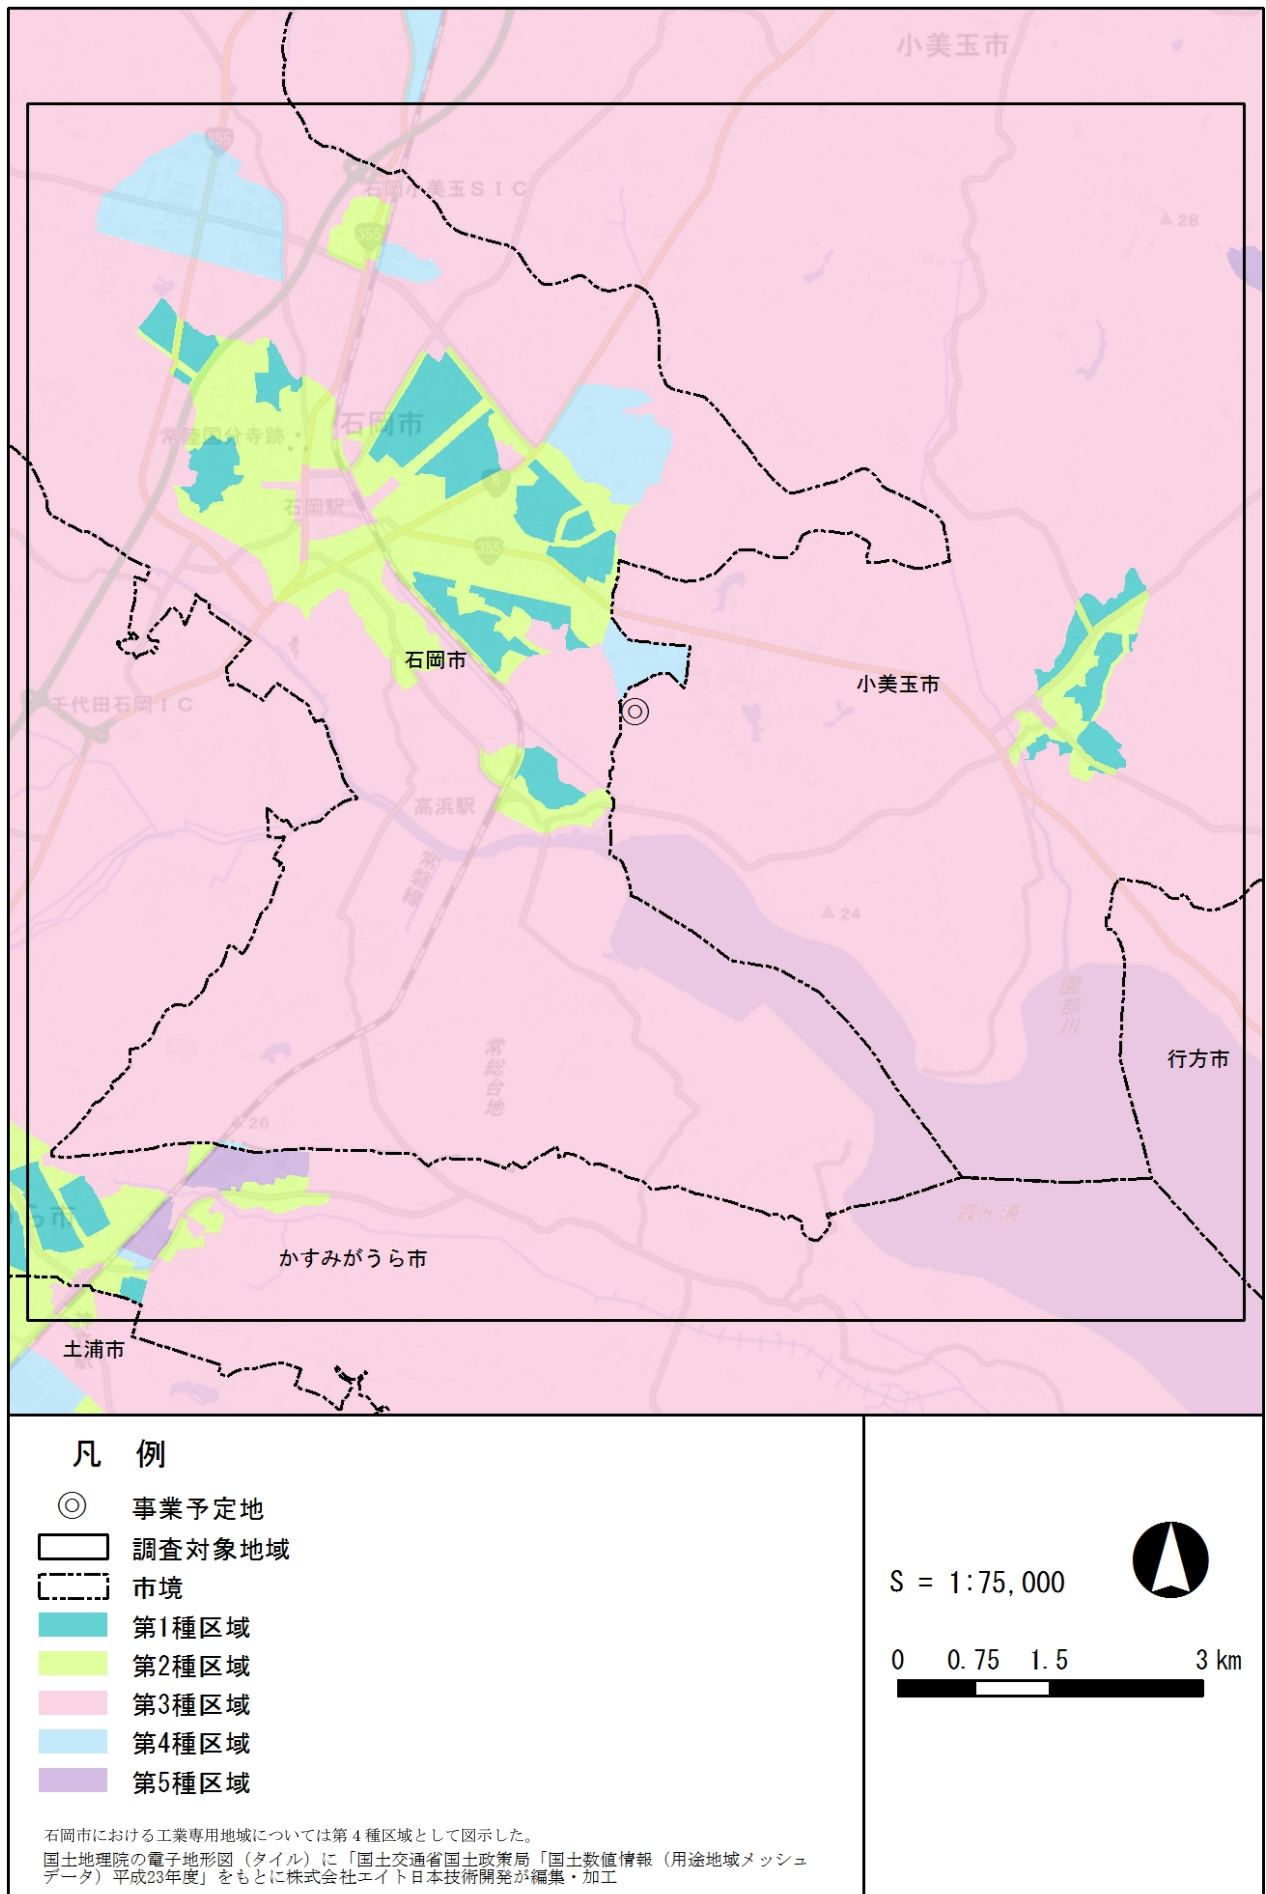 小美玉市
355
石岡小美玉ＳＩＣ
355
28
石岡市
常陸国分寺跡
6
石岡駅
355
石岡市
小美玉市
千代田石岡ＩＣ
高浜駅
常磐線
24
園部川
行方市
常総台地
26
ら市
霞ヶ浦
かすみがうら市
土浦市
凡 例
事業予定地
調査対象地域
市境
第1種区域
第2種区域
第3種区域
第4種区域
第5種区域
S = 1:75,000
0 0.75 1.5 3 km
石岡市における工業専用地域については第４種区域として図示した。
国土地理院の電子地形図（タイル）に「国土交通省国土政策局「国土数値情報（用途地域メッシュ
データ）平成23年度」をもとに株式会社エイト日本技術開発が編集・加工